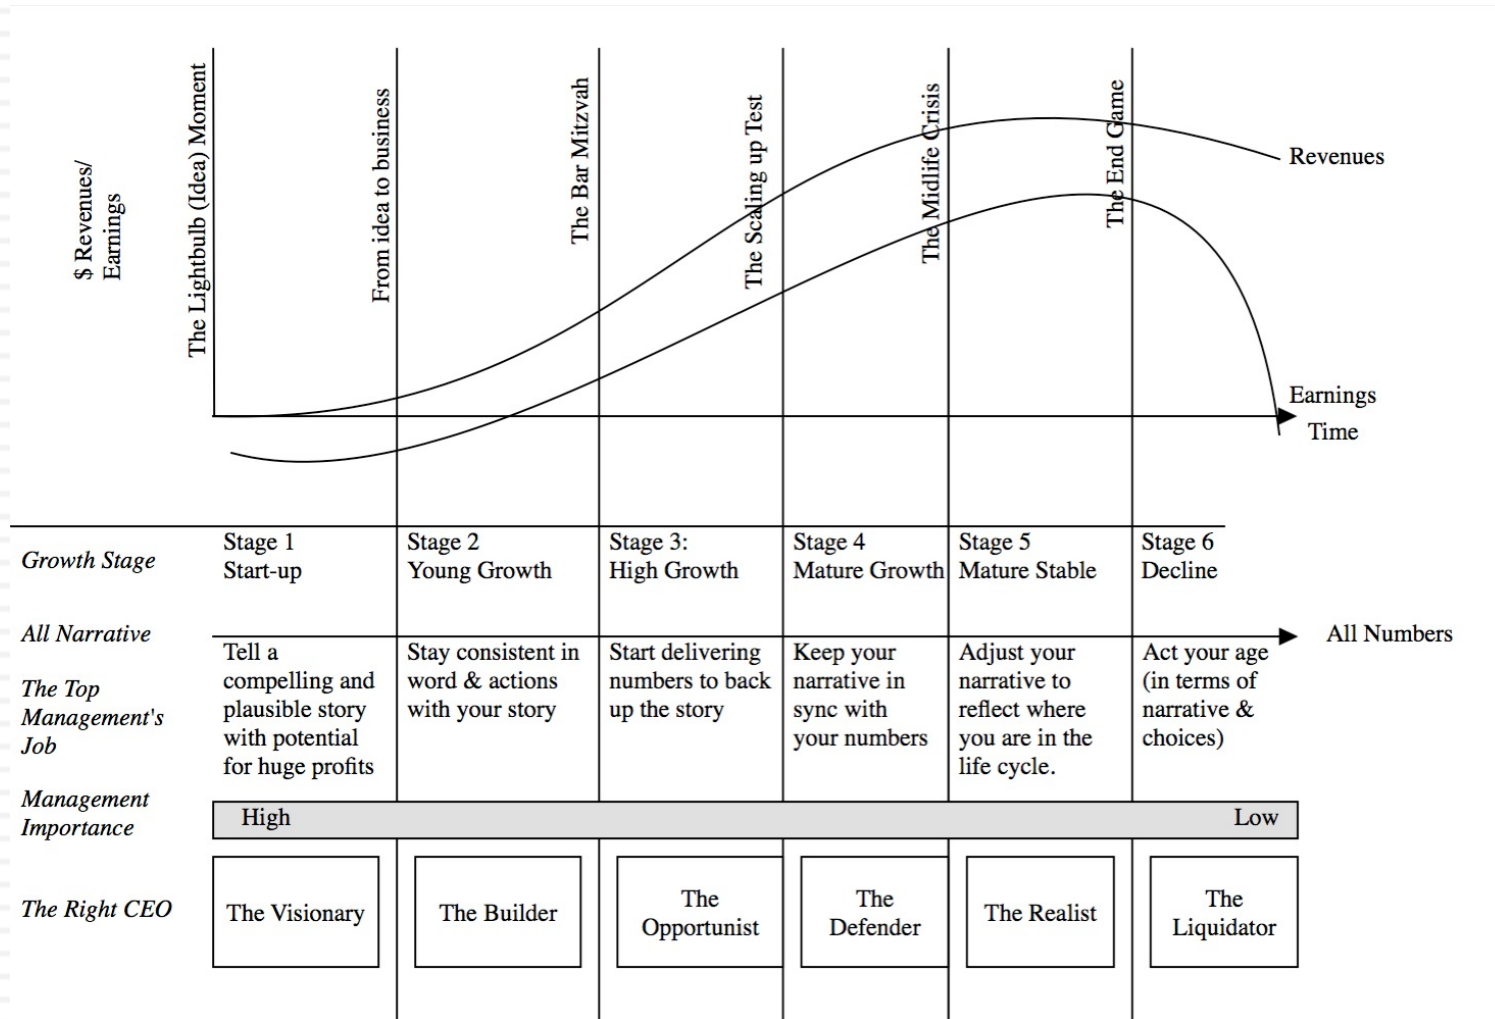 $ Revenues/
Earnings
The Lightbulb (Idea) Moment
From idea to business
The Bar Mitzvah
The Scaling up Test
The Midlife Crisis
The End Game
Revenues
Earnings
Time
Growth Stage
Stage 1
Start-up
Stage 2
Young Growth
Stage 3:
High Growth
Stage 4
Mature Growth
Stage 5
Mature Stable
Stage 6
Decline
All Narrative
All Numbers
The Top
Management's
Job
Tell a
compelling and
plausible story
with potential
for huge profits
Stay consistent in
word & actions
with your story
Start delivering
numbers to back
up the story
Keep your
narrative in
sync with
your numbers
Adjust your
narrative to
reflect where
you are in the
life cycle.
Act your age
(in terms of
narrative &
choices)
Management
Importance
High
Low
The Right CEO
The Visionary
The Builder
The
Opportunist
The
Defender
The Realist
The
Liquidator